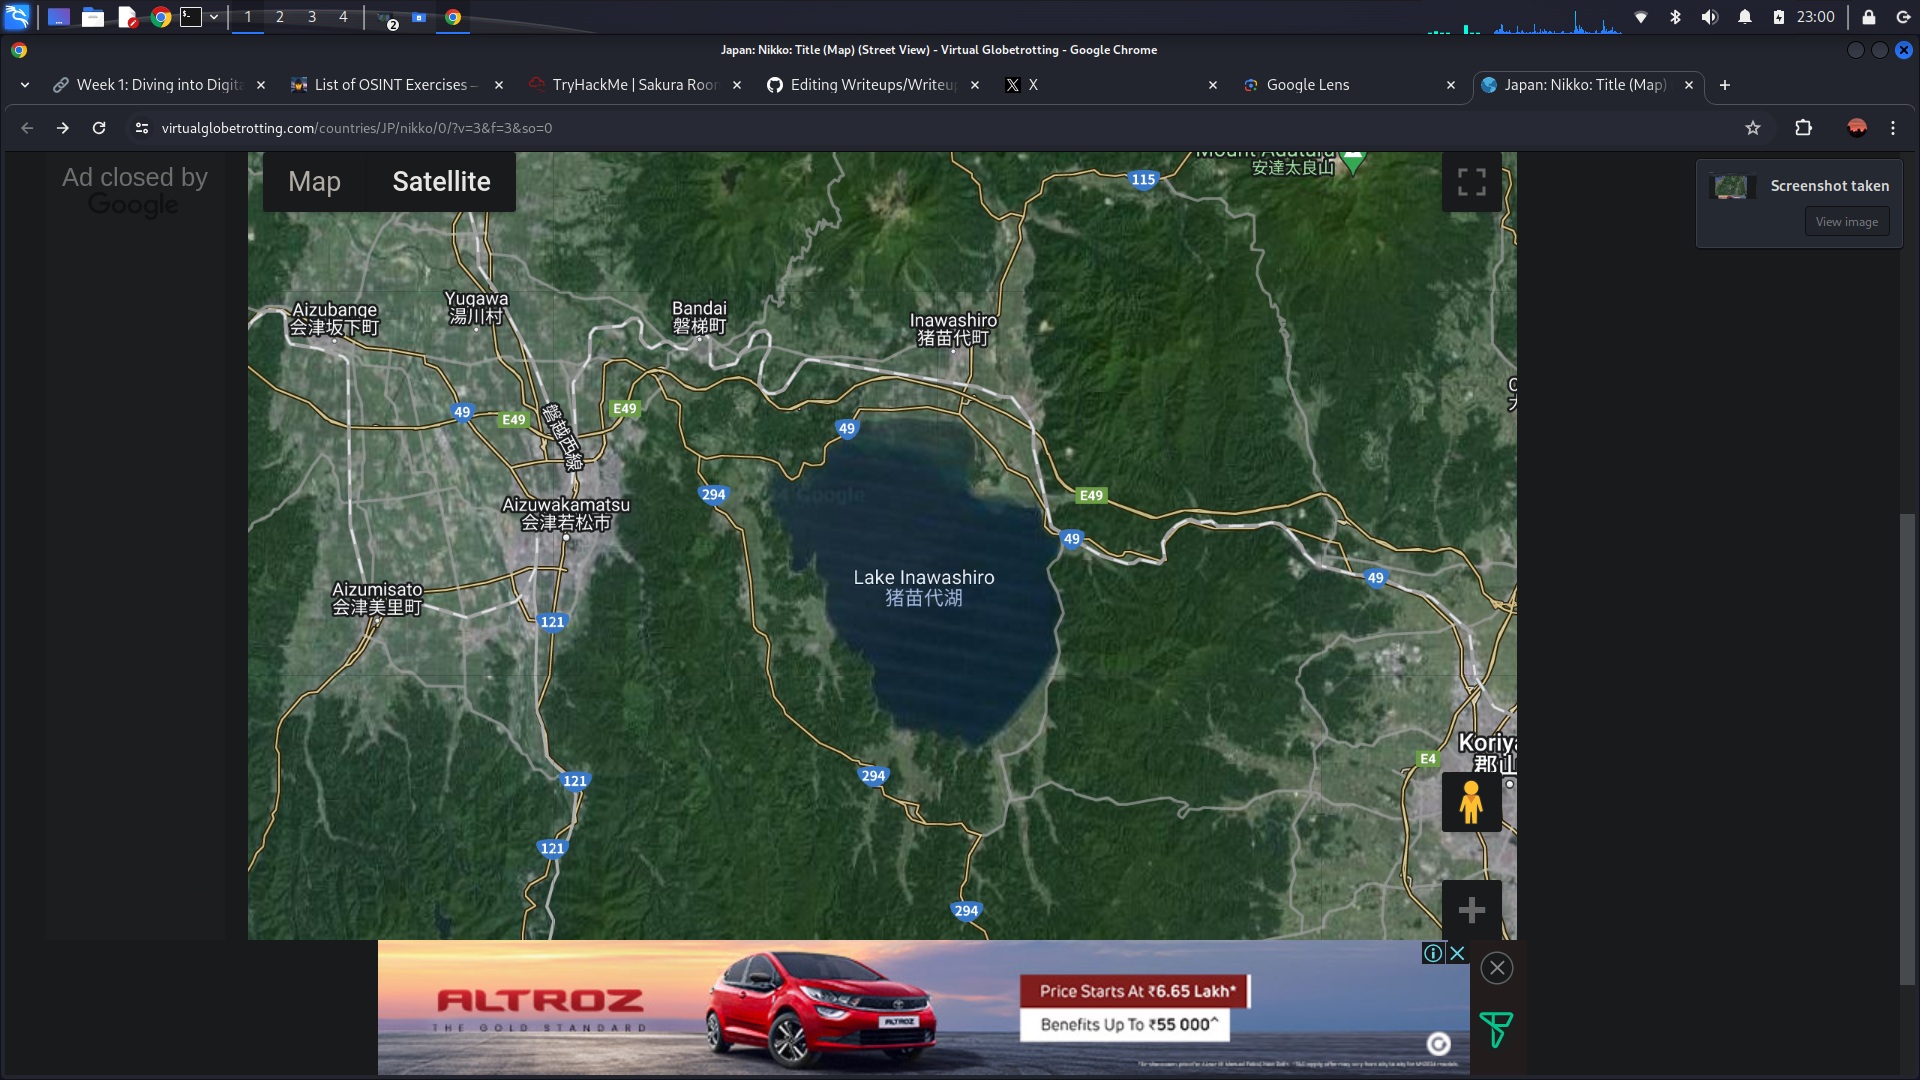 1 2 3 4
2
23:00
Japan: Nikko: Title (Map) (Street View) - Virtual Globetrotting - Google Chrome
Week 1: Diving into Digita
List of OSINT Exercises –
TryHackMe | Sakura Roon
Editing Writeups/Writeup
X
Google Lens
Japan: Nikko: Title (Map)
virtualglobetrotting.com/countries/JP/nikko/0/?v=3&f=3&so=0
Ad closed by
Google
Map
Satellite
Screenshot taken
View image
安達太良山
115
Aizubange
会津坂下町
Yugawa
湯川村
Bandai
磐梯町
Inawashiro
猪苗代町
49
E49
E49
49
磐越西線
294
Google
E49
Aizuwakamatsu
会津若松市
49
Lake Inawashiro
猪苗代湖
49
Aizumisato
会津美里町
121
Koriy
郡山
E4
121
294
121
294
ALTROZ
THE GOLD STANDARD
ALTROZ
Price Starts At ₹6.65 Lakh*
Benefits Up To ₹55 000^